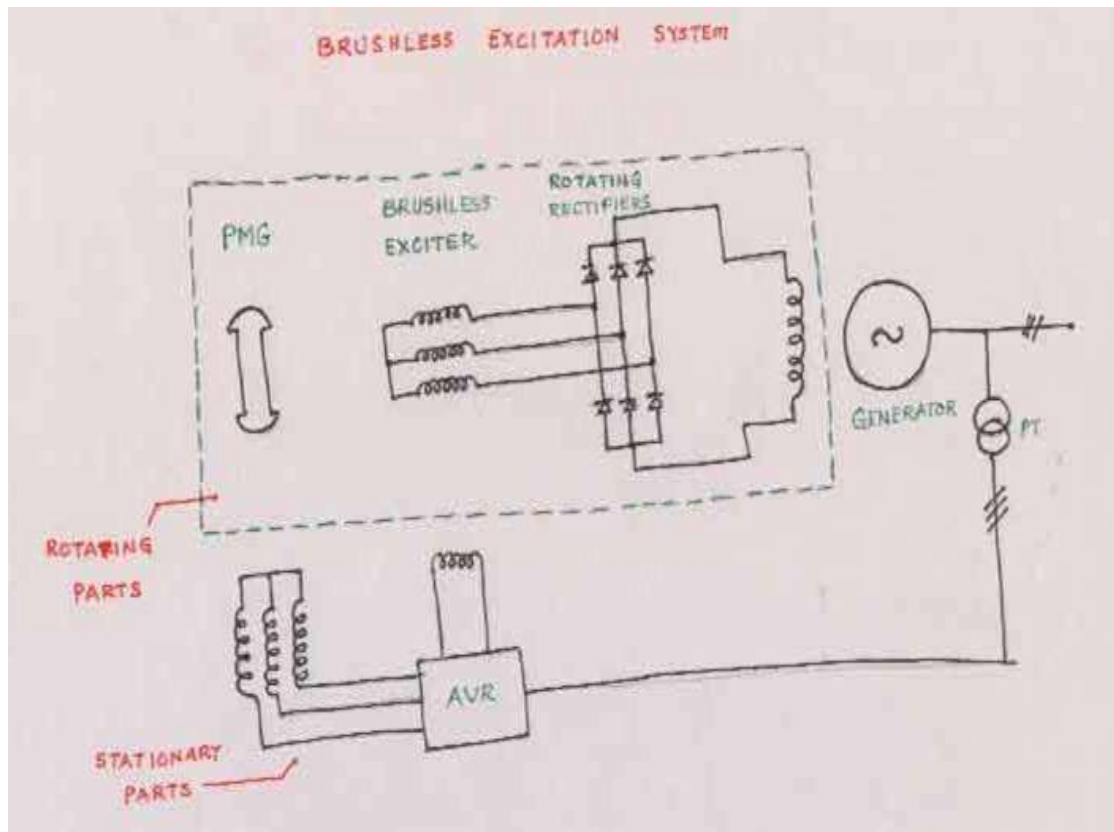 BRUSHLESS EXCITATION SYSTEM
PMG
BRUSHLESS
EXCITER
ROTATING
RECTIFIERS
GENERATOR
PT
ROTATING
PARTS
AVR
STATIONARY
PARTS